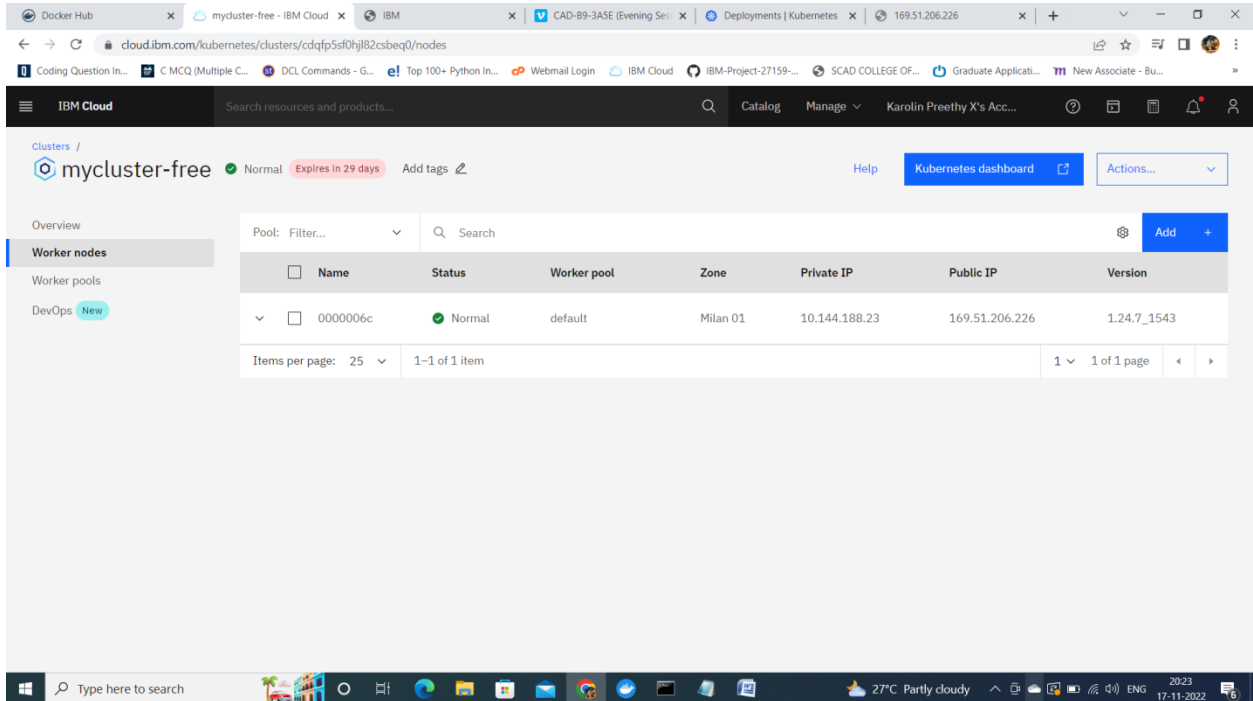 Docker Hub mycluster-free - IBM Cloud IBM CAD-B9-3A5E (Evening Ses Deployments | Kubernetes 169.51.206.226
cloud.ibm.com/kubernetes/clusters/cdqfp5sf0hjl82csbeq0/nodes
Coding Question In... C MCQ (Multiple C... DCL Commands - G... e! Top 100+ Python In... cP Webmail Login IBM Cloud IBM-Project-27159-... SCAD COLLEGE OF... Graduate Applicati... m New Associate - Bu... »
IBM Cloud Search resources and products... Catalog Manage Karolin Preethy X's Acc...
Clusters /
mycluster-free Normal Expires in 29 days Add tags Help Kubernetes dashboard Actions...
Overview Pool: Filter... Search Add +
Worker nodes
Name Status Worker pool Zone Private IP Public IP Version
Worker pools
DevOps New
0000006c Normal default Milan 01 10.144.188.23 169.51.206.226 1.24.7_1543
Items per page: 25 1–1 of 1 item 1 1 of 1 page
Type here to search 27°C Partly cloudy ENG 20:23
17-11-2022 6